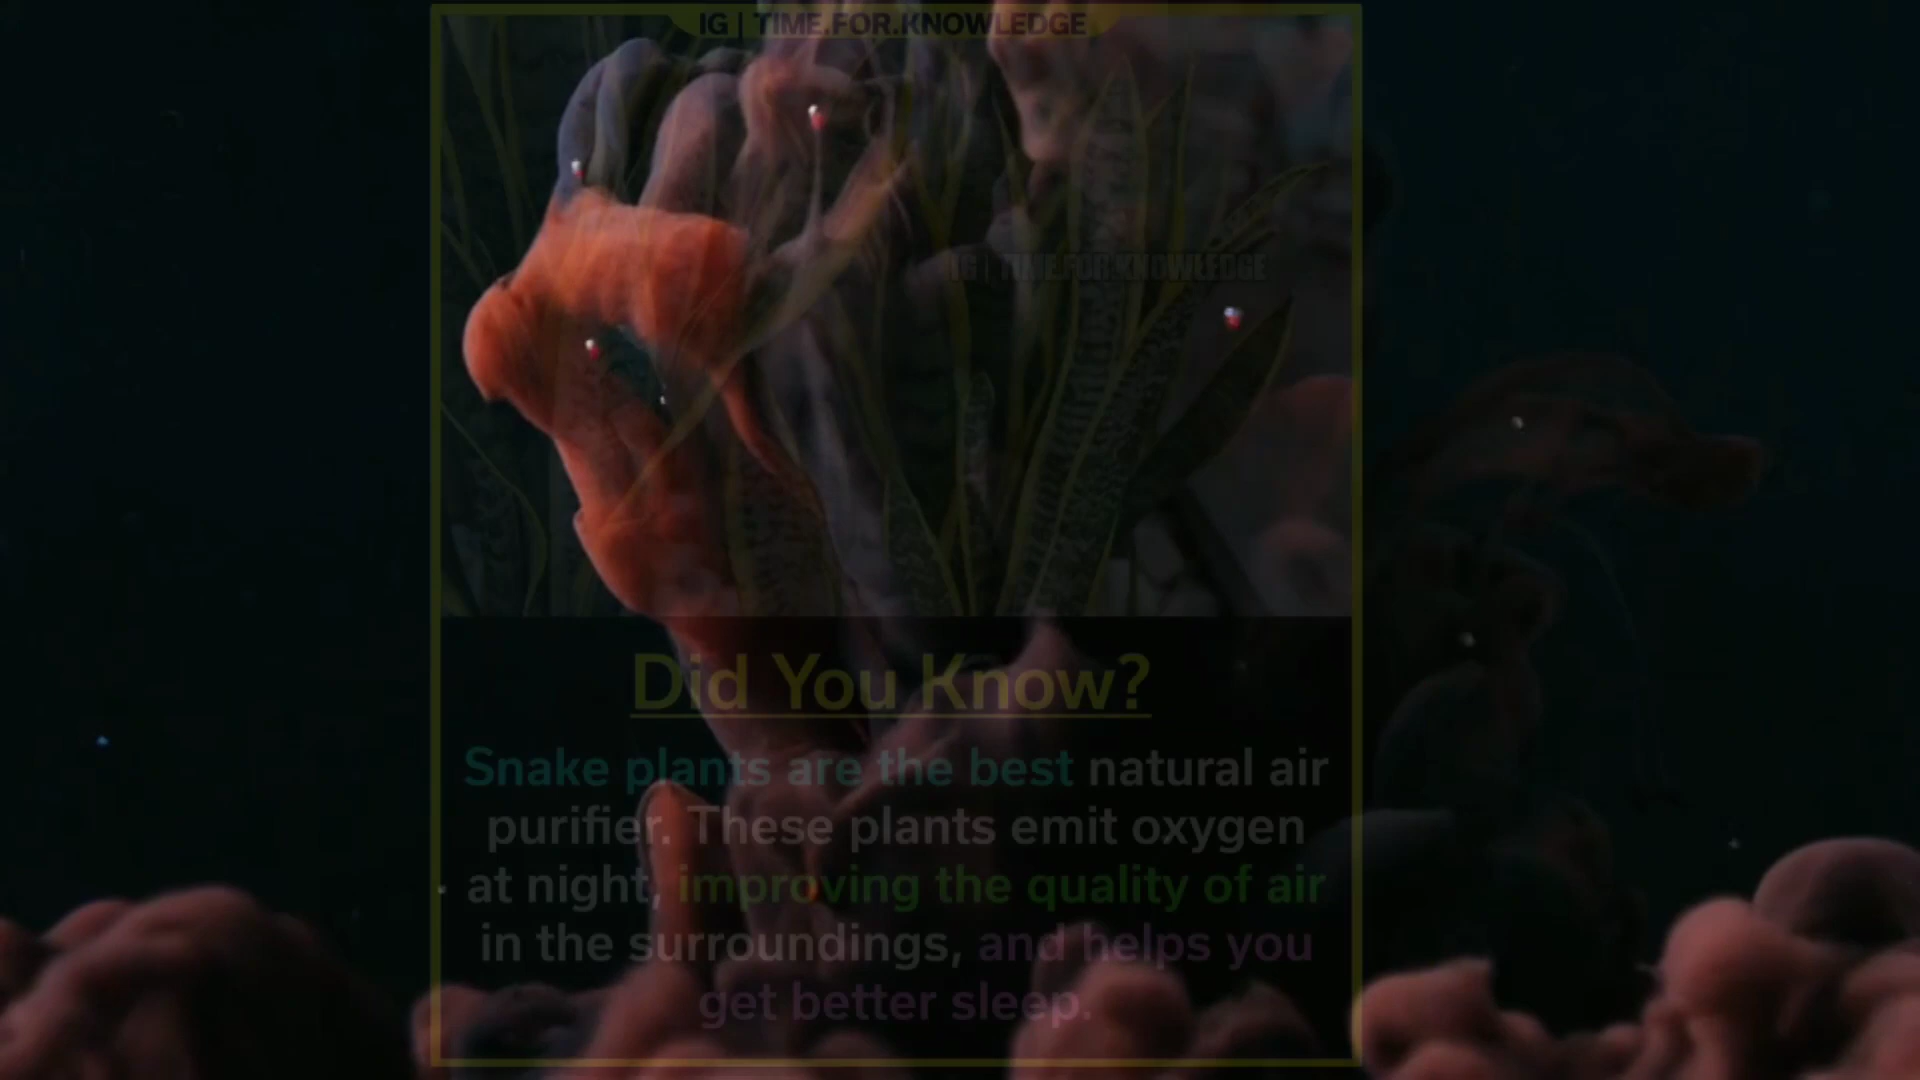 IG | TIME.FOR.KNOWLEDGE
IG | TIME.FOR.KNOWLEDGE
Did You Know?
Snake plants are the best natural air
purifier. These plants emit oxygen
at night, improving the quality of air
in the surroundings, and helps you
get better sleep.